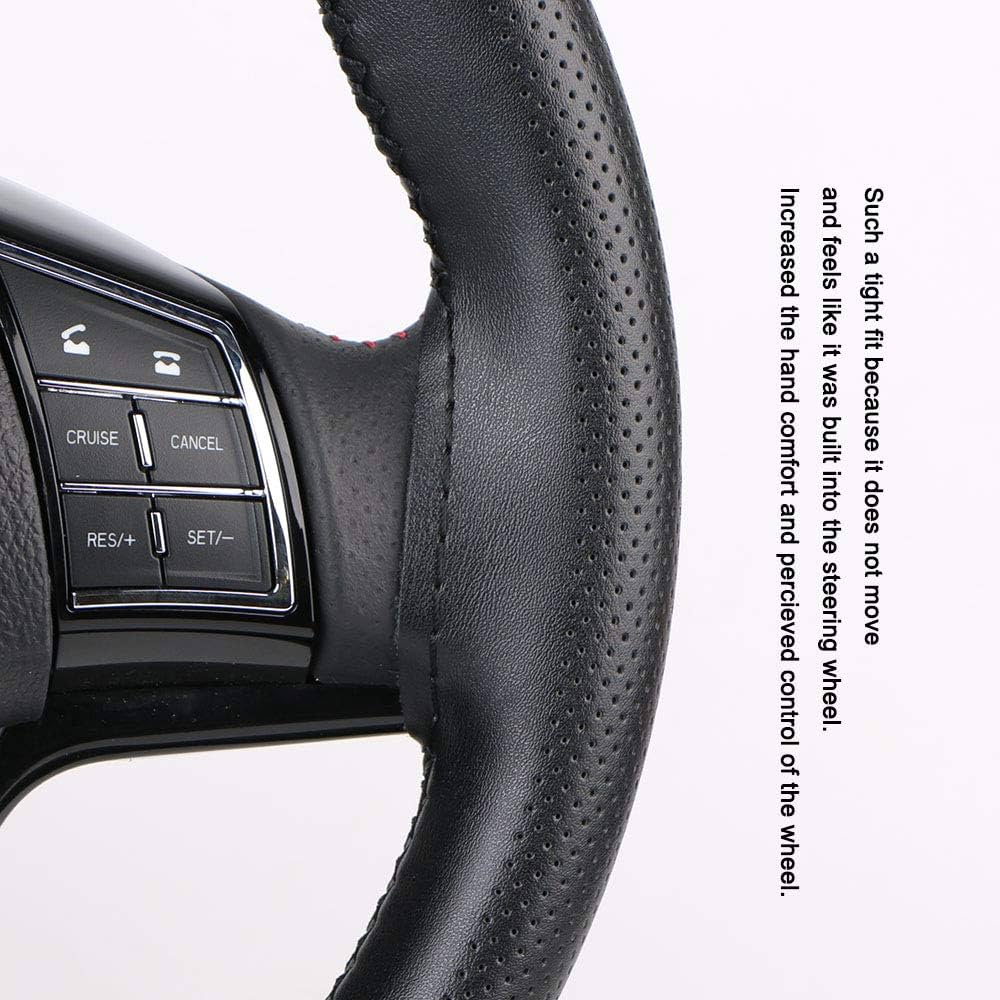 CRUISE
CANCEL
RES/+
SET/−
Such a tight fit because it does not move
and feels like it was built into the steering wheel.
Increased the hand comfort and percieved control of the wheel.